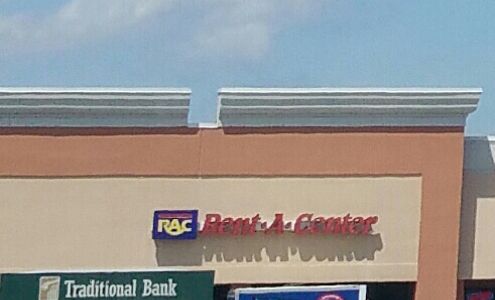 RAC Rent-A-Center
Traditional Bank